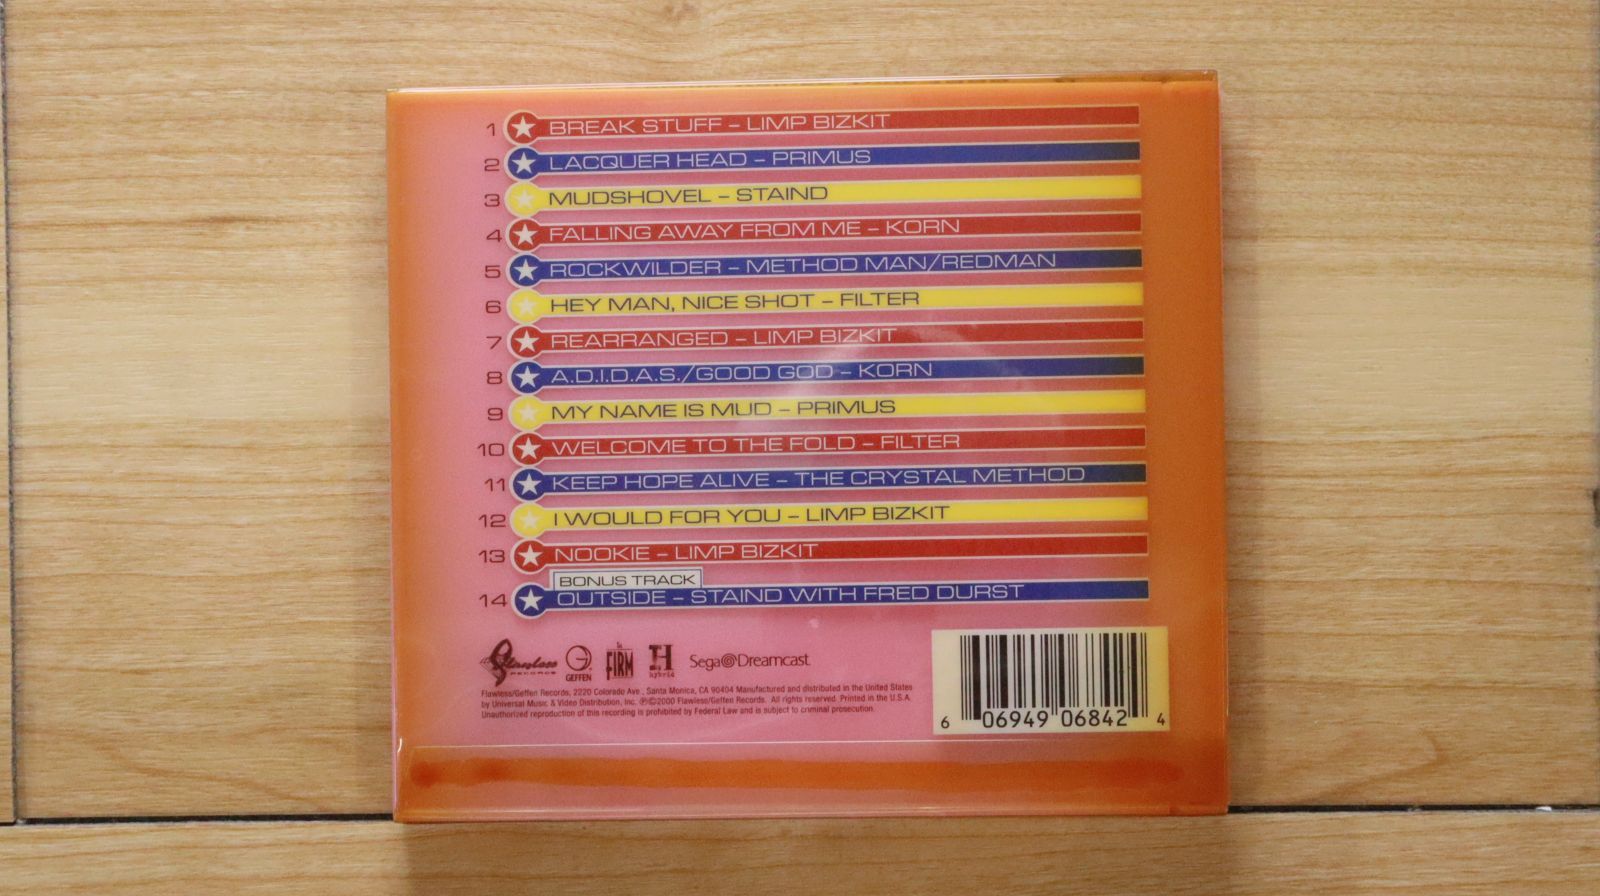 1 BREAK STUFF – LIMP BIZKIT
2 LACQUER HEAD – PRIMUS
3 MUDSHOVEL – STAIND
4 FALLING AWAY FROM ME – KORN
5 ROCKWILDER – METHOD MAN/REDMAN
6 HEY MAN, NICE SHOT – FILTER
7 REARRANGED – LIMP BIZKIT
8 A.D.I.D.A.S./GOOD GOD – KORN
9 MY NAME IS MUD – PRIMUS
10 WELCOME TO THE FOLD – FILTER
11 KEEP HOPE ALIVE – THE CRYSTAL METHOD
12 I WOULD FOR YOU – LIMP BIZKIT
13 NOOKIE – LIMP BIZKIT
BONUS TRACK
14 OUTSIDE – STAIND WITH FRED DURST
Flawless RECORDS
GEFFEN
The FIRM
H hybrid
Sega Dreamcast
Flawless/Geffen Records, 2220 Colorado Ave., Santa Monica, CA 90404 Manufactured and distributed in the United States
by Universal Music & Video Distribution, Inc. ℗©2000 Flawless/Geffen Records. All rights reserved. Printed in the U.S.A.
Unauthorized reproduction of this recording is prohibited by Federal Law and is subject to criminal prosecution.
6 06949 06842 4